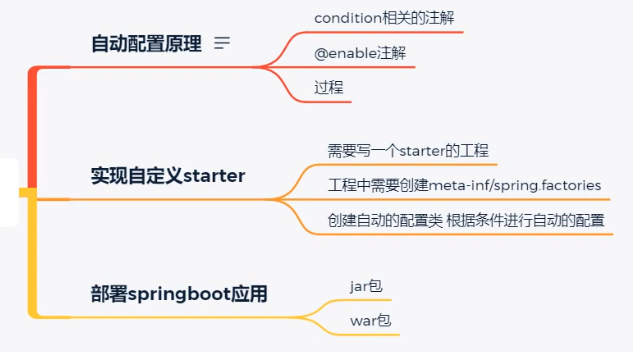 自动配置原理
condition相关的注解
@enable注解
过程
实现自定义starter
需要写一个starter的工程
工程中需要创建meta-inf/spring.factories
创建自动的配置类 根据条件进行自动的配置
部署springboot应用
jar包
war包